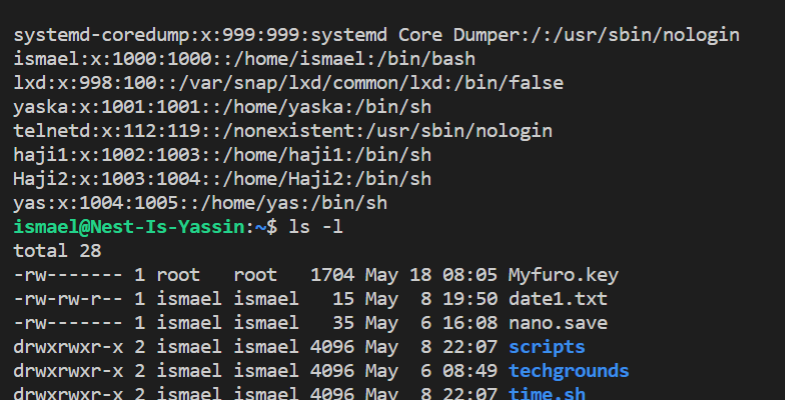 systemd-coredump:x:999:999:systemd Core Dumper:/:/usr/sbin/nologin
ismael:x:1000:1000::/home/ismael:/bin/bash
lxd:x:998:100::/var/snap/lxd/common/lxd:/bin/false
yaska:x:1001:1001::/home/yaska:/bin/sh
telnetd:x:112:119::/nonexistent:/usr/sbin/nologin
haji1:x:1002:1003::/home/haji1:/bin/sh
Haji2:x:1003:1004::/home/Haji2:/bin/sh
yas:x:1004:1005::/home/yas:/bin/sh
ismael@Nest-Is-Yassin:~$ ls -l
total 28
-rw------- 1 root   root   1704 May 18 08:05 Myfuro.key
-rw-rw-r-- 1 ismael ismael   15 May  8 19:50 date1.txt
-rw------- 1 ismael ismael   35 May  6 16:08 nano.save
drwxrwxr-x 2 ismael ismael 4096 May  8 22:07 scripts
drwxrwxr-x 2 ismael ismael 4096 May  6 08:49 techgrounds
drwxrwxr-x 2 ismael ismael 4096 May  8 22:07 time.sh